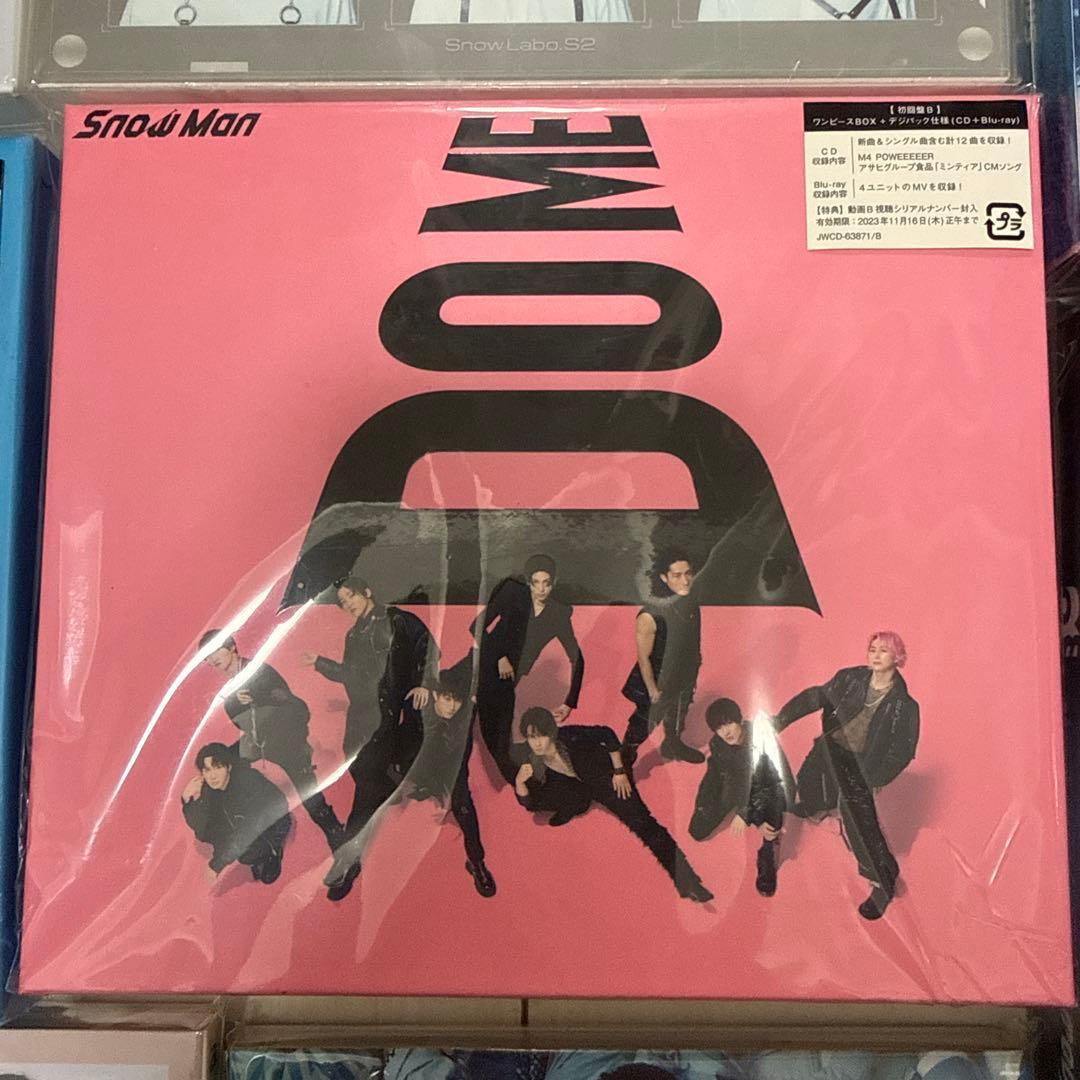 Snow Labo. S2
Snow Man
【 初回盤B 】
ワンピースBOX + デジパック仕様 (CD+Blu-ray)
CD
収録内容
新曲&シングル曲含む計12曲を収録!
M4 POWEEEEER
アサヒグループ食品「ミンティア」CMソング
Blu-ray
収録内容
4ユニットのMVを収録!
【特典】動画B視聴シリアルナンバー封入
有効期限:2023年11月16日(木)正午まで
JWCD-63871/B
プラ
DOME